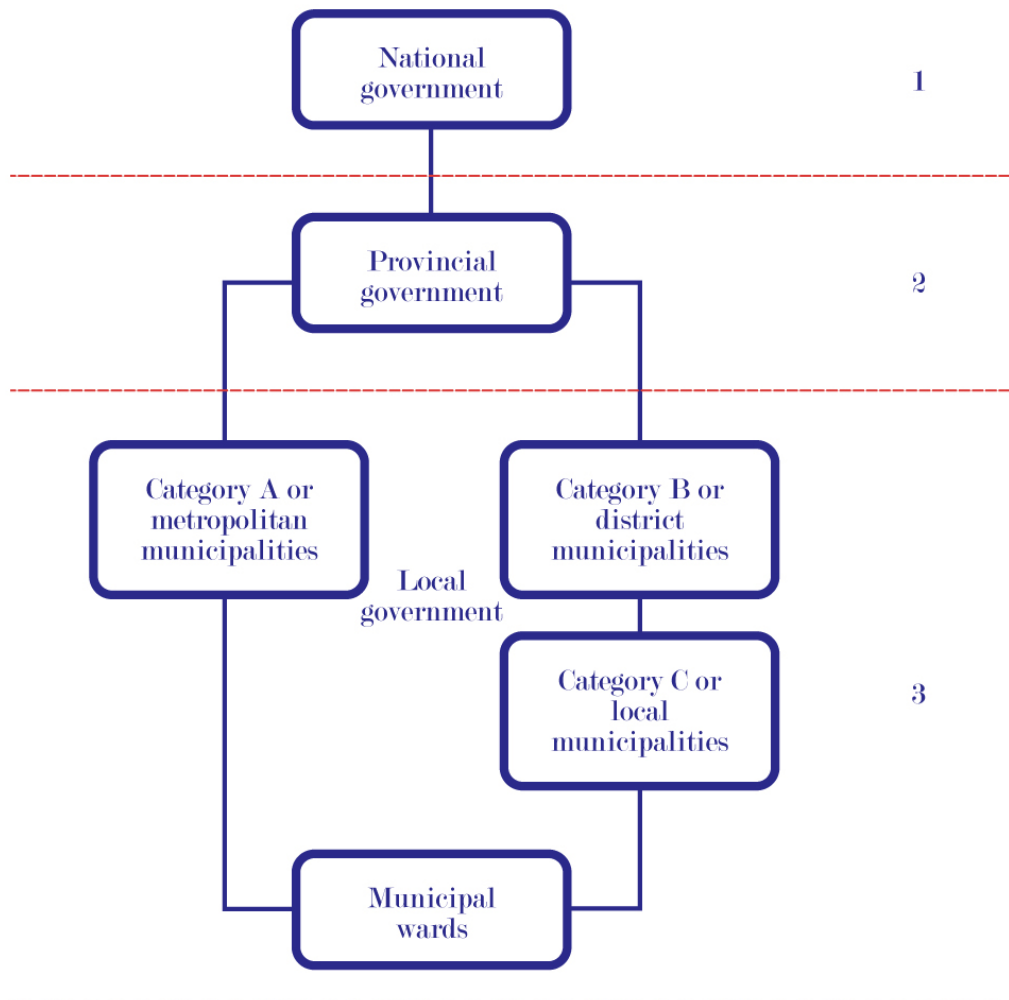 National
government
1
Provincial
government
2
Category A or
metropolitan
municipalities
Category B or
district
municipalities
Local
government
Category C or
local
municipalities
3
Municipal
wards